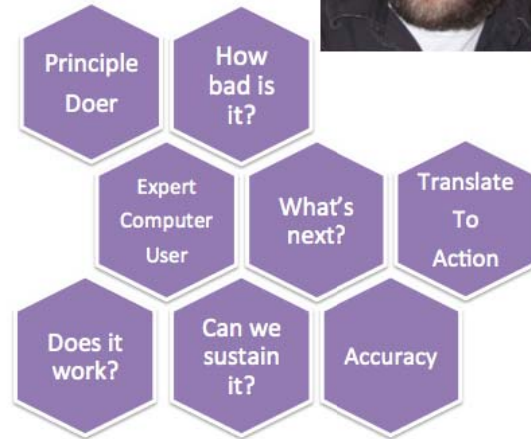 Principle
Doer
How
bad is
it?
Expert
Computer
User
What's
next?
Translate
To
Action
Does it
work?
Can we
sustain
it?
Accuracy